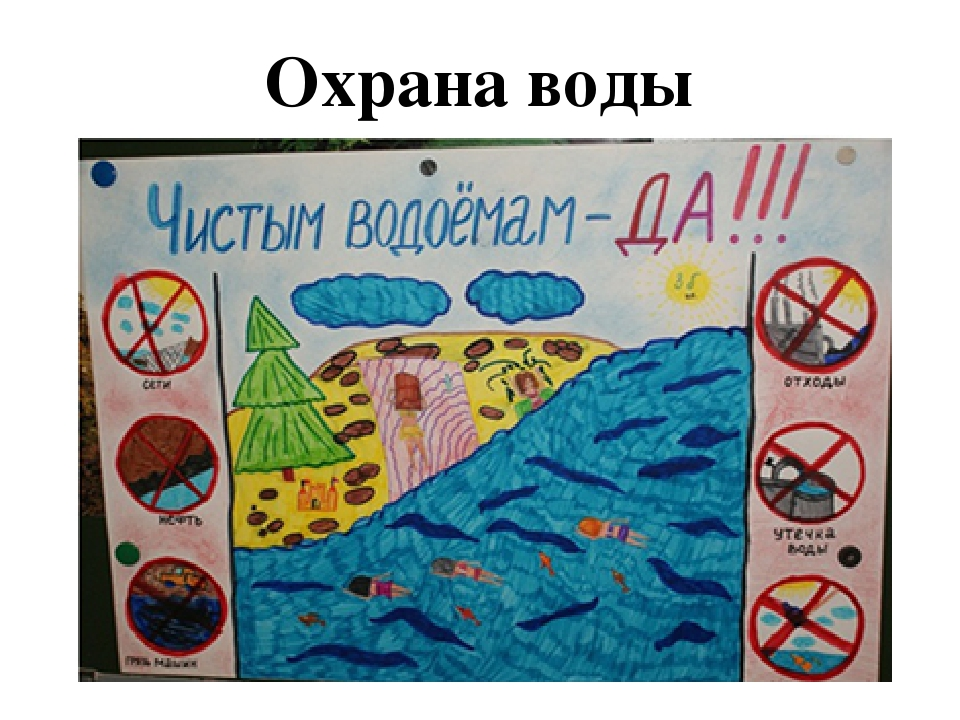 Охрана воды
Чистым водоёмам - ДА!!!
сети
отходы
нефть
утечка
воды
грязь машин